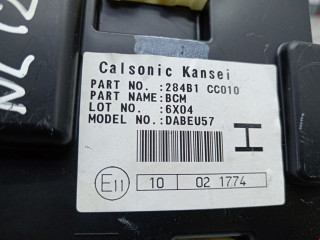 NL12
Calsonic Kansei
PART NO. :284B1 CC010
PART NAME:BCM
LOT NO. :6X04
MODEL NO.:DABEU57
I
E11 10 02 1774